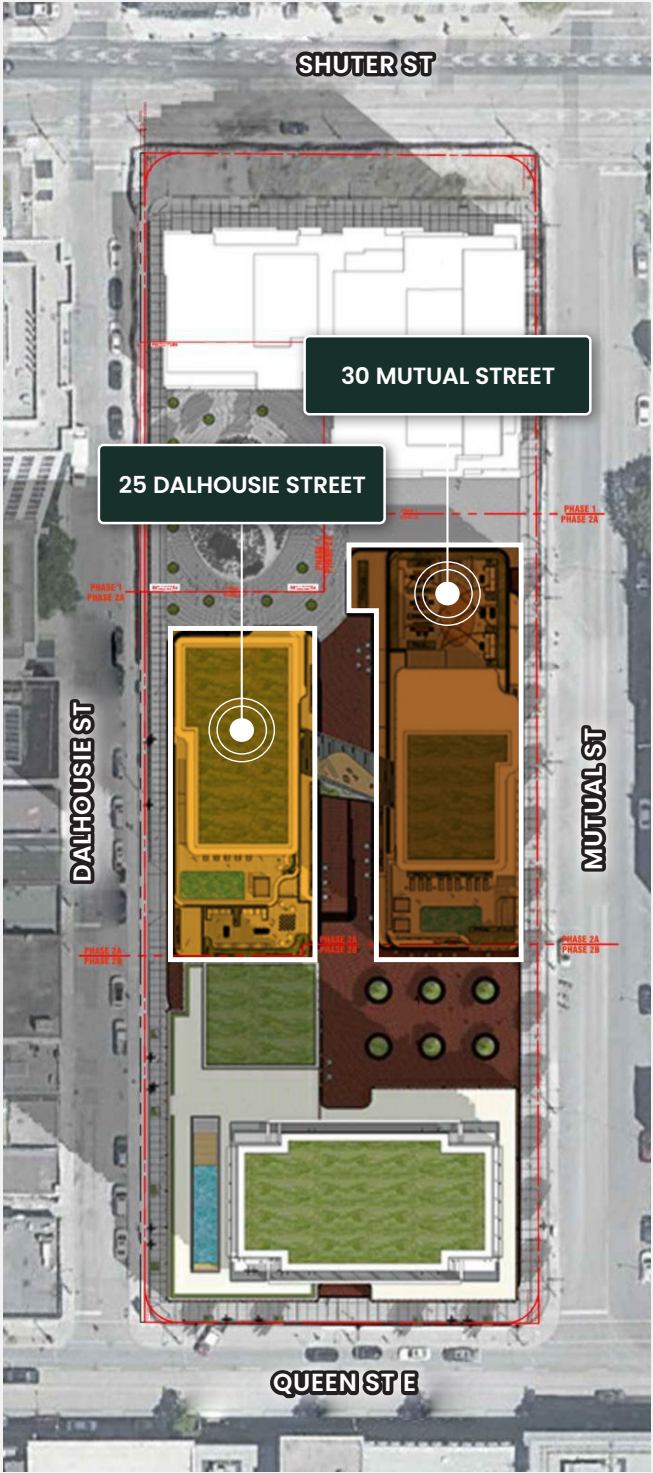 SHUTER ST
30 MUTUAL STREET
25 DALHOUSIE STREET
PHASE 1
PHASE 2A
PHASE 1
PHASE 2A
DALHOUSIE ST
MUTUAL ST
PHASE 2A
PHASE 2B
PHASE 2A
PHASE 2B
PHASE 2A
PHASE 2B
QUEEN ST E